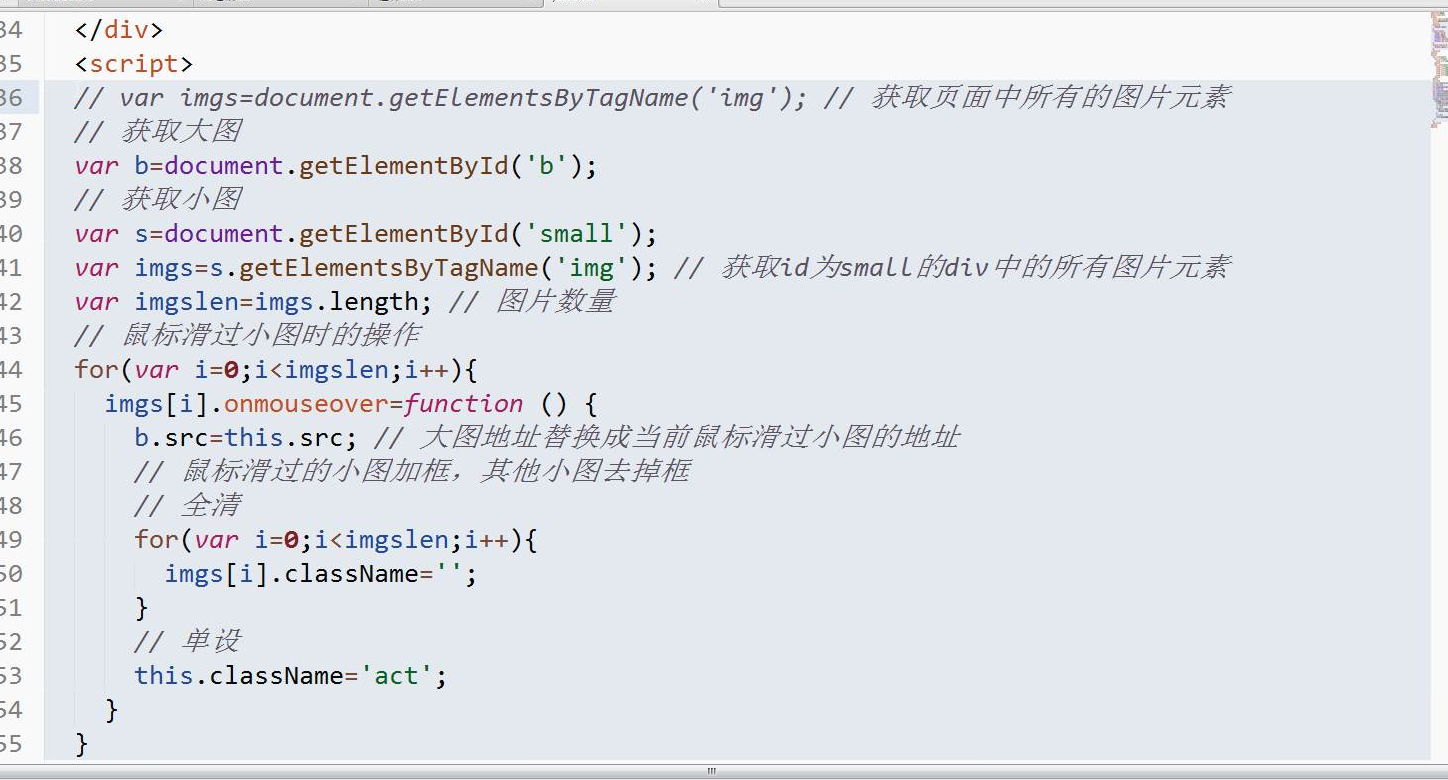 34 </div>
35 <script>
36 // var imgs=document.getElementsByTagName('img'); // 获取页面中所有的图片元素
37 // 获取大图
38 var b=document.getElementById('b');
39 // 获取小图
40 var s=document.getElementById('small');
41 var imgs=s.getElementsByTagName('img'); // 获取id为small的div中的所有图片元素
42 var imgslen=imgs.length; // 图片数量
43 // 鼠标滑过小图时的操作
44 for(var i=0;i<imgslen;i++){
45 imgs[i].onmouseover=function () {
46 b.src=this.src; // 大图地址替换成当前鼠标滑过小图的地址
47 // 鼠标滑过的小图加框，其他小图去掉框
48 // 全清
49 for(var i=0;i<imgslen;i++){
50 imgs[i].className='';
51 }
52 // 单设
53 this.className='act';
54 }
55 }